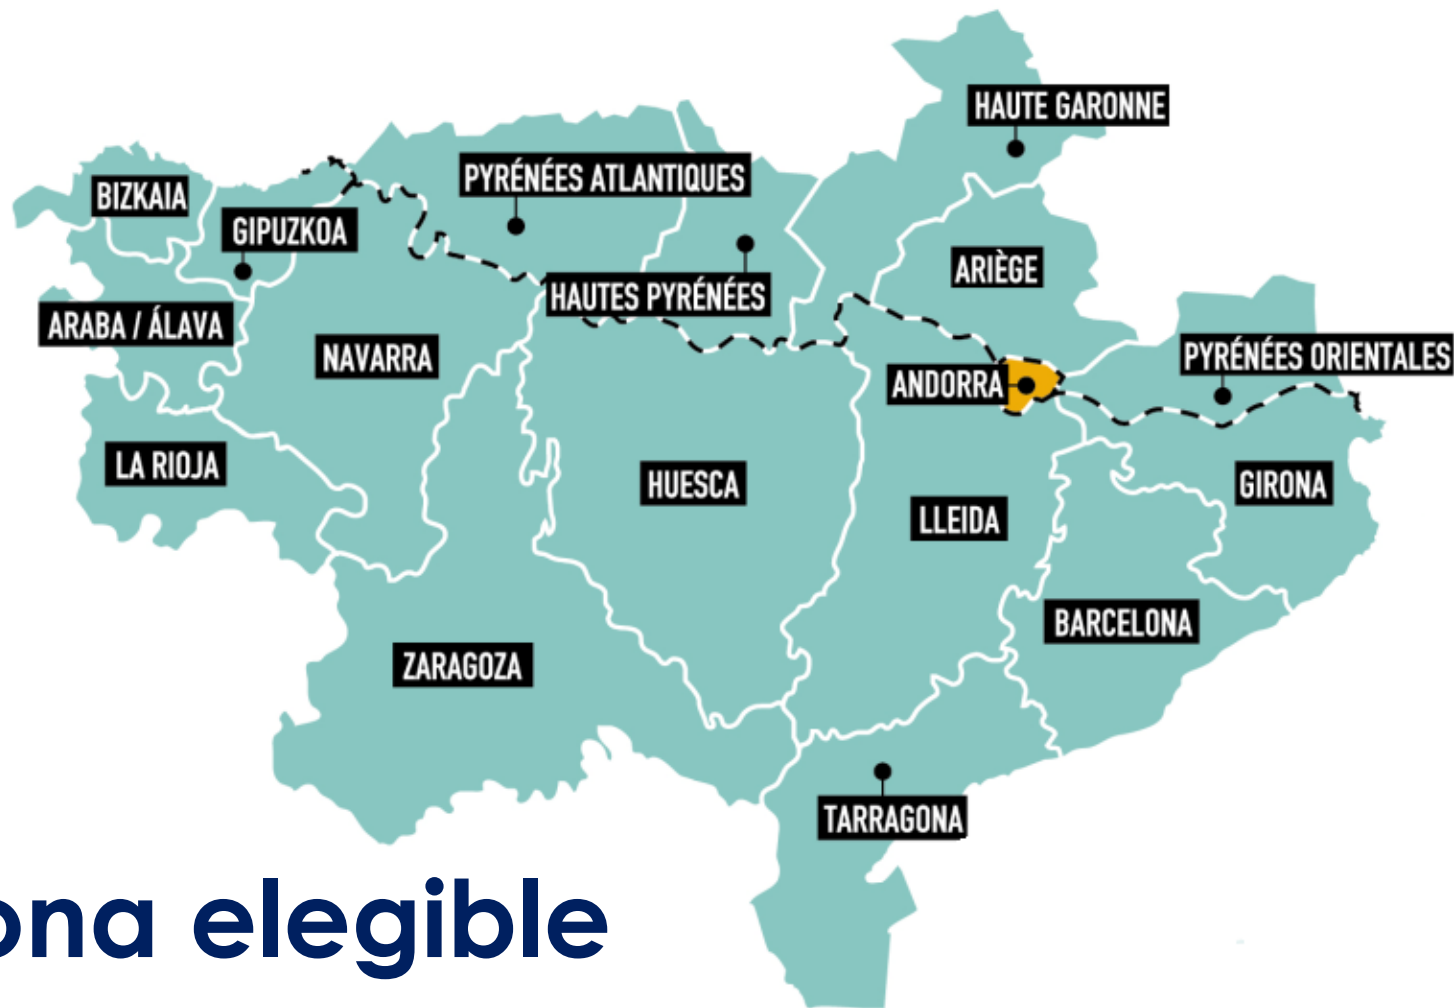 HAUTE GARONNE
PYRÉNÉES ATLANTIQUES
BIZKAIA
GIPUZKOA
ARIÈGE
HAUTES PYRÉNÉES
ARABA / ÁLAVA
NAVARRA
PYRÉNÉES ORIENTALES
ANDORRA
LA RIOJA
HUESCA
GIRONA
LLEIDA
BARCELONA
ZARAGOZA
TARRAGONA
ona elegible